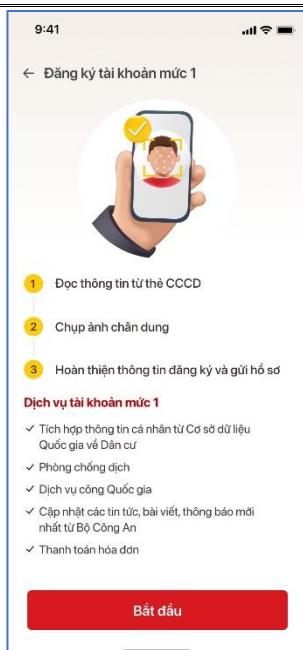 9:41
← Đăng ký tài khoản mức 1
1 Đọc thông tin từ thẻ CCCD
2 Chụp ảnh chân dung
3 Hoàn thiện thông tin đăng ký và gửi hồ sơ
Dịch vụ tài khoản mức 1
✓ Tích hợp thông tin cá nhân từ Cơ sở dữ liệu
Quốc gia về Dân cư
✓ Phòng chống dịch
✓ Dịch vụ công Quốc gia
✓ Cập nhật các tin tức, bài viết, thông báo mới
nhất từ Bộ Công An
✓ Thanh toán hóa đơn
Bắt đầu